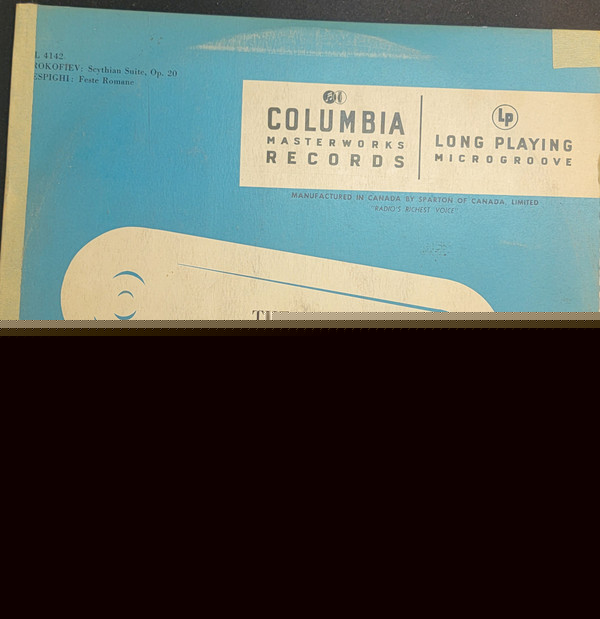 L 4142
ROKOFIEV: Scythian Suite, Op. 20
ESPIGHI: Feste Romane
COLUMBIA
MASTERWORKS
RECORDS
LP
LONG PLAYING
MICROGROOVE
MANUFACTURED IN CANADA BY SPARTON OF CANADA, LIMITED
"RADIO'S RICHEST VOICE"